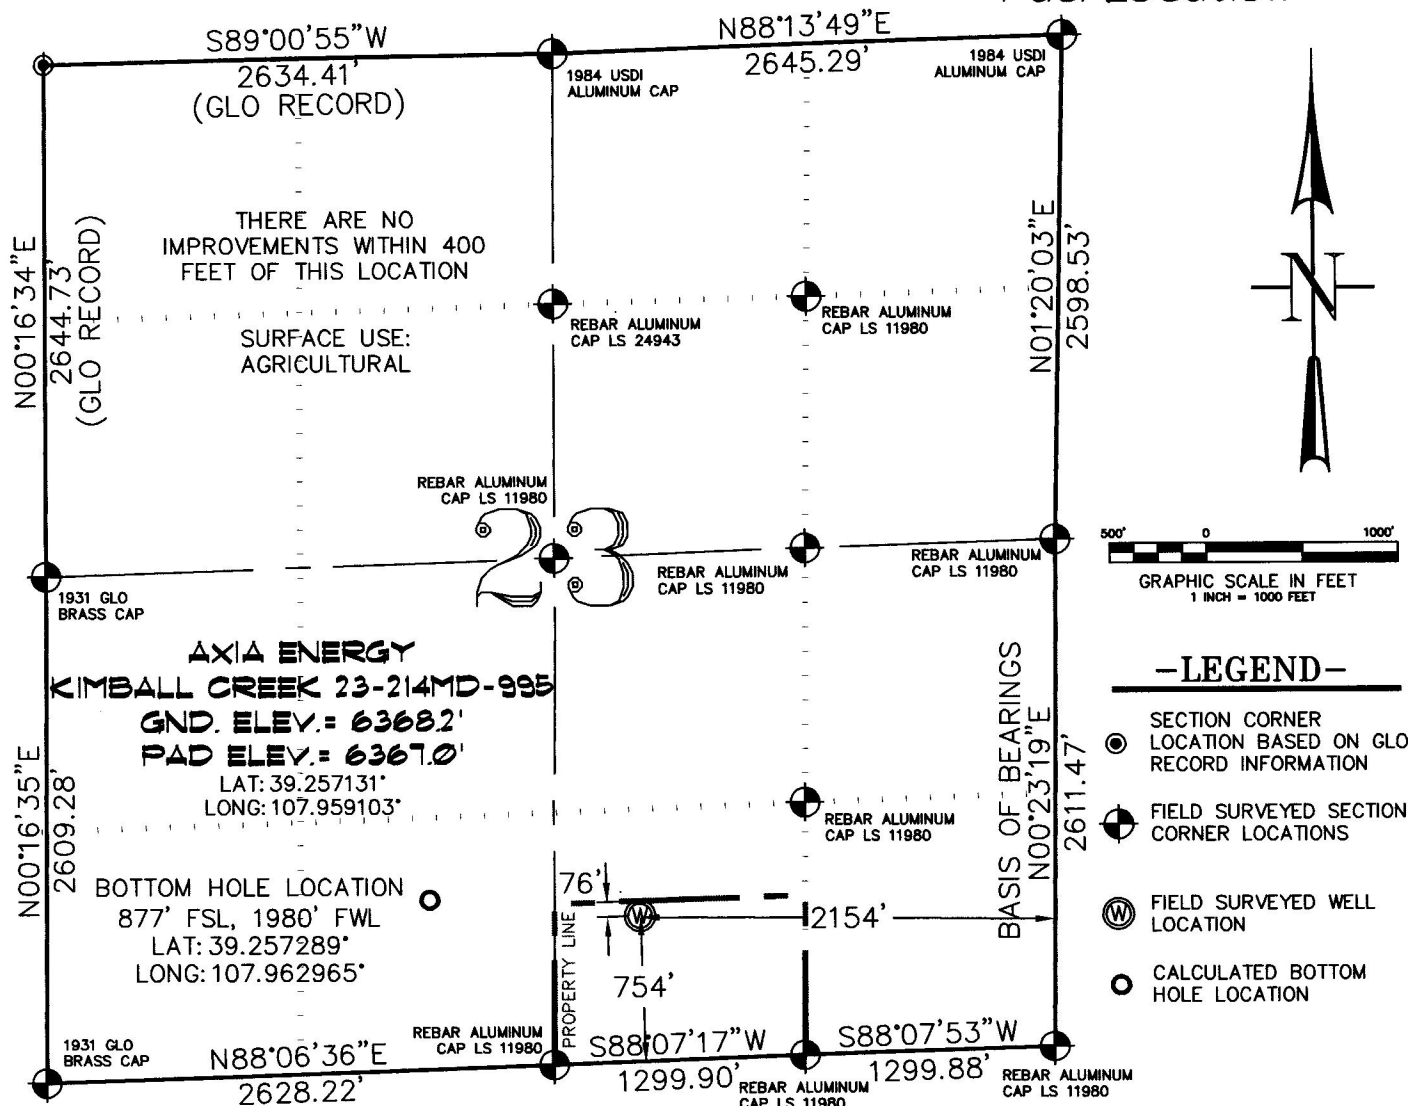 S89°00'55"W
2634.41'
(GLO RECORD)
N88°13'49"E
2645.29'
1984 USDI
ALUMINUM CAP
1984 USDI
ALUMINUM CAP
THERE ARE NO
IMPROVEMENTS WITHIN 400
FEET OF THIS LOCATION
SURFACE USE:
AGRICULTURAL
N00°16'34"E
2644.73'
(GLO RECORD)
REBAR ALUMINUM
CAP LS 24943
REBAR ALUMINUM
CAP LS 11980
N01°20'03"E
2598.53'
N
REBAR ALUMINUM
CAP LS 11980
23
REBAR ALUMINUM
CAP LS 11980
REBAR ALUMINUM
CAP LS 11980
500' 0 1000'
GRAPHIC SCALE IN FEET
1 INCH = 1000 FEET
1931 GLO
BRASS CAP
AXIA ENERGY
KIMBALL CREEK 23-214MD-995
GND. ELEV.= 6368.2'
PAD ELEV.= 6367.0'
LAT: 39.257131°
LONG: 107.959103°
N00°16'35"E
2609.28'
REBAR ALUMINUM
CAP LS 11980
BASIS OF BEARINGS
N00°23'19"E
2611.47'
-LEGEND-
SECTION CORNER
LOCATION BASED ON GLO
RECORD INFORMATION
FIELD SURVEYED SECTION
CORNER LOCATIONS
W
FIELD SURVEYED WELL
LOCATION
CALCULATED BOTTOM
HOLE LOCATION
BOTTOM HOLE LOCATION
877' FSL, 1980' FWL
LAT: 39.257289°
LONG: 107.962965°
76'
W
2154'
754'
PROPERTY LINE
1931 GLO
BRASS CAP
N88°06'36"E
2628.22'
REBAR ALUMINUM
CAP LS 11980
S88°07'17"W
1299.90'
REBAR ALUMINUM
CAP LS 11980
S88°07'53"W
1299.88'
REBAR ALUMINUM
CAP LS 11980